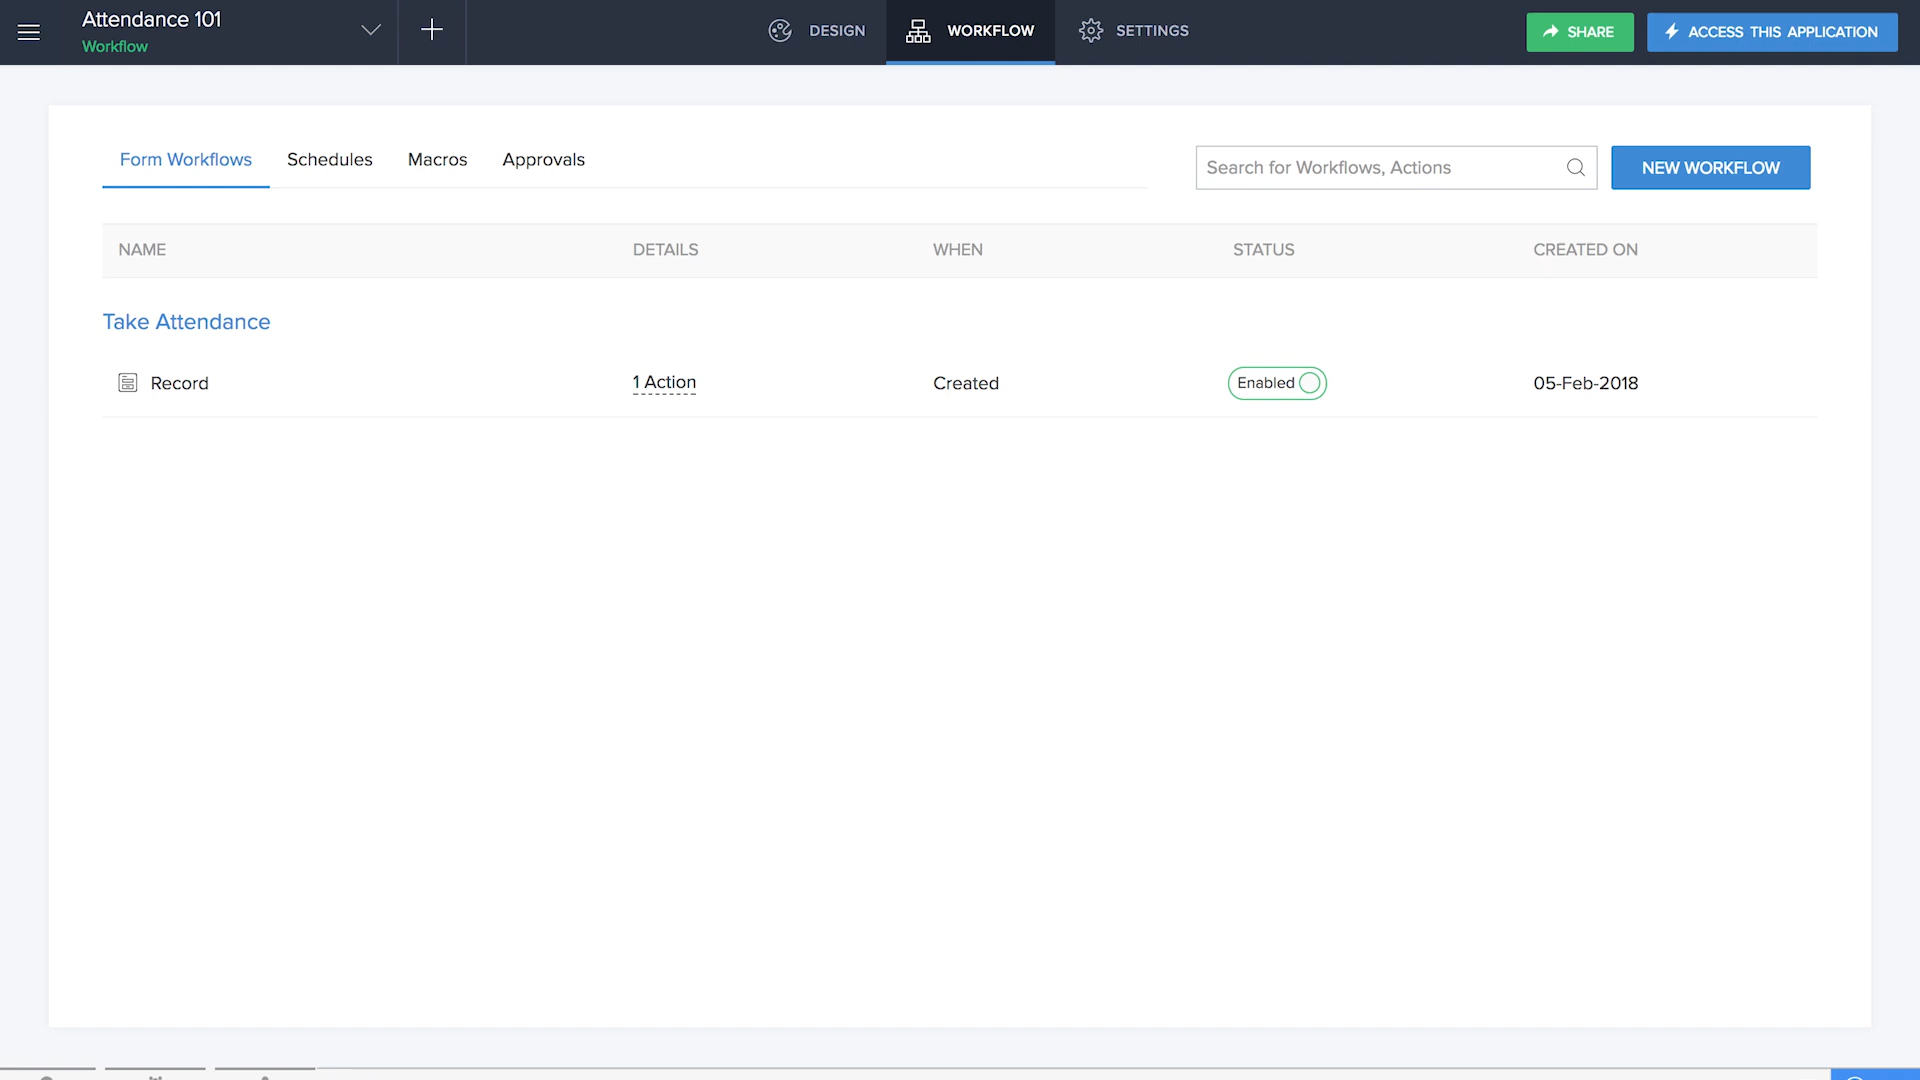 Attendance 101
Workflow
DESIGN
WORKFLOW
SETTINGS
SHARE
ACCESS THIS APPLICATION
Form Workflows
Schedules
Macros
Approvals
Search for Workflows, Actions
NEW WORKFLOW
NAME
DETAILS
WHEN
STATUS
CREATED ON
Take Attendance
Record
1 Action
Created
Enabled
05-Feb-2018